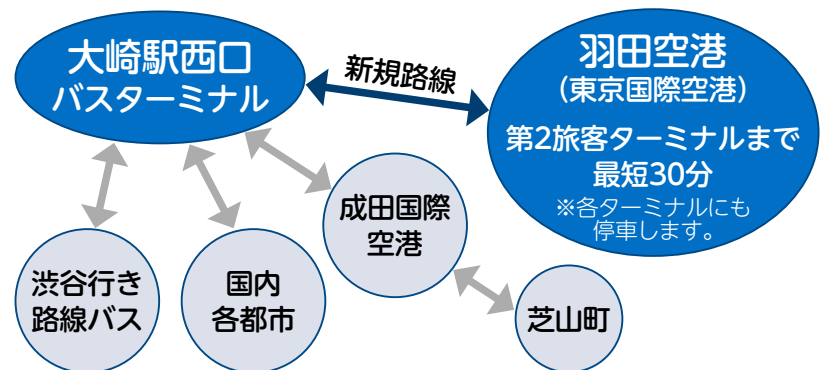 大崎駅西口
バスターミナル
新規路線
羽田空港
（東京国際空港）
第2旅客ターミナルまで
最短30分
※各ターミナルにも
停車します。
成田国際
空港
渋谷行き
路線バス
国内
各都市
芝山町